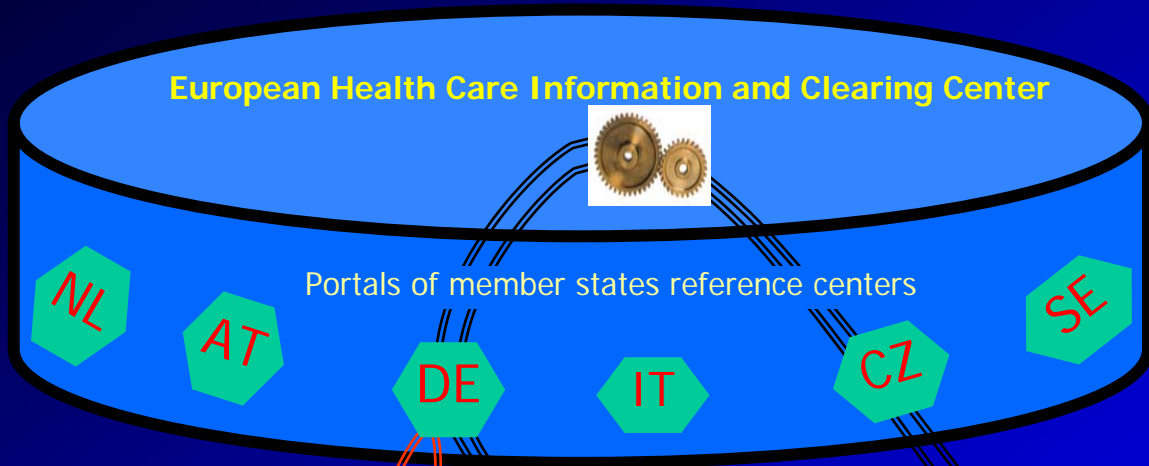 European Health Care Information and Clearing Center
Portals of member states reference centers
NL
AT
DE
IT
CZ
SE